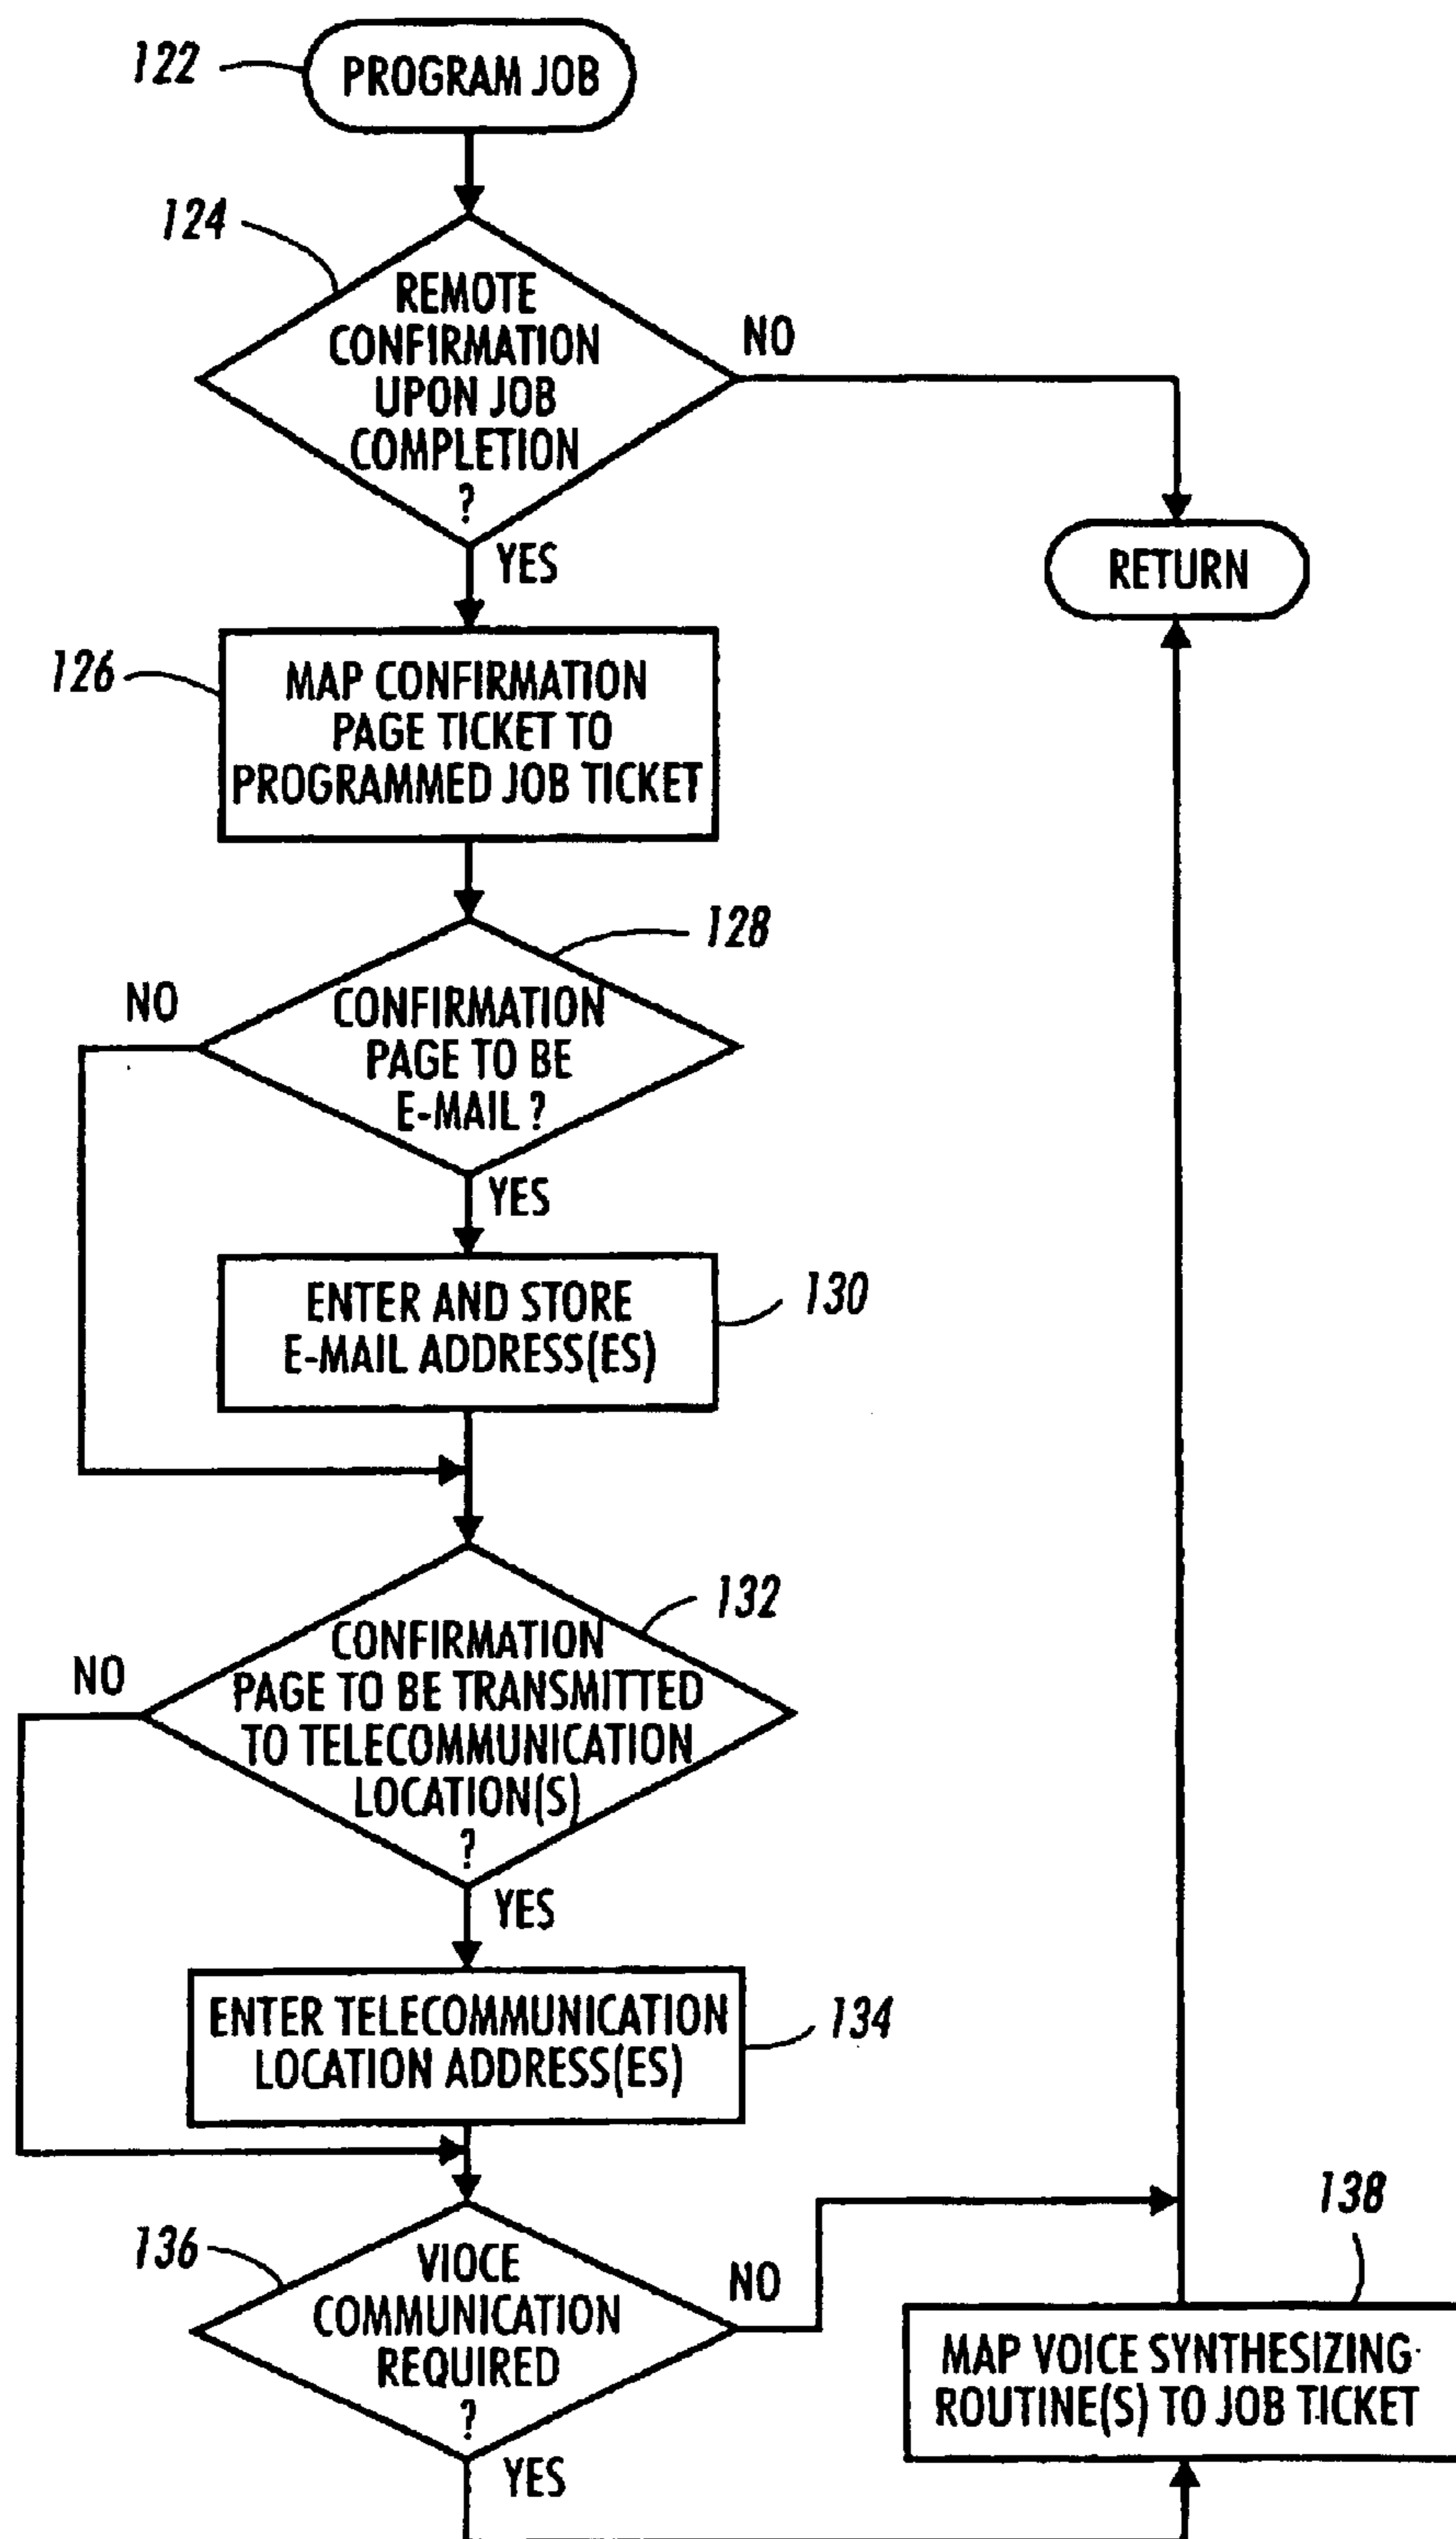 122
PROGRAM JOB
124
REMOTE
CONFIRMATION
UPON JOB
COMPLETION
?
NO
YES
RETURN
126
MAP CONFIRMATION
PAGE TICKET TO
PROGRAMMED JOB TICKET
128
NO
CONFIRMATION
PAGE TO BE
E-MAIL ?
YES
130
ENTER AND STORE
E-MAIL ADDRESS(ES)
132
NO
CONFIRMATION
PAGE TO BE TRANSMITTED
TO TELECOMMUNICATION
LOCATION(S)
?
YES
ENTER TELECOMMUNICATION
LOCATION ADDRESS(ES)
134
136
VIOCE
COMMUNICATION
REQUIRED
?
NO
YES
138
MAP VOICE SYNTHESIZING
ROUTINE(S) TO JOB TICKET